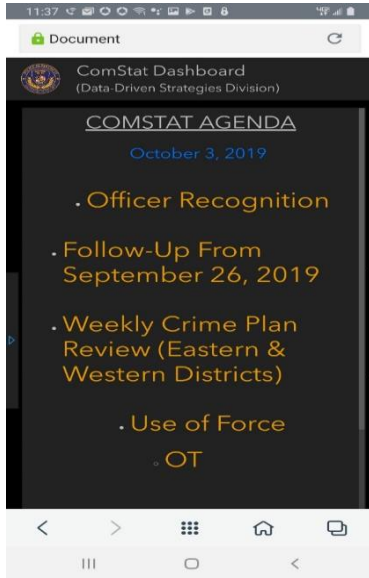 11:37
Document
ComStat Dashboard
(Data-Driven Strategies Division)
COMSTAT AGENDA
October 3, 2019
Officer Recognition
Follow-Up From
September 26, 2019
Weekly Crime Plan
Review (Eastern &
Western Districts)
Use of Force
OT